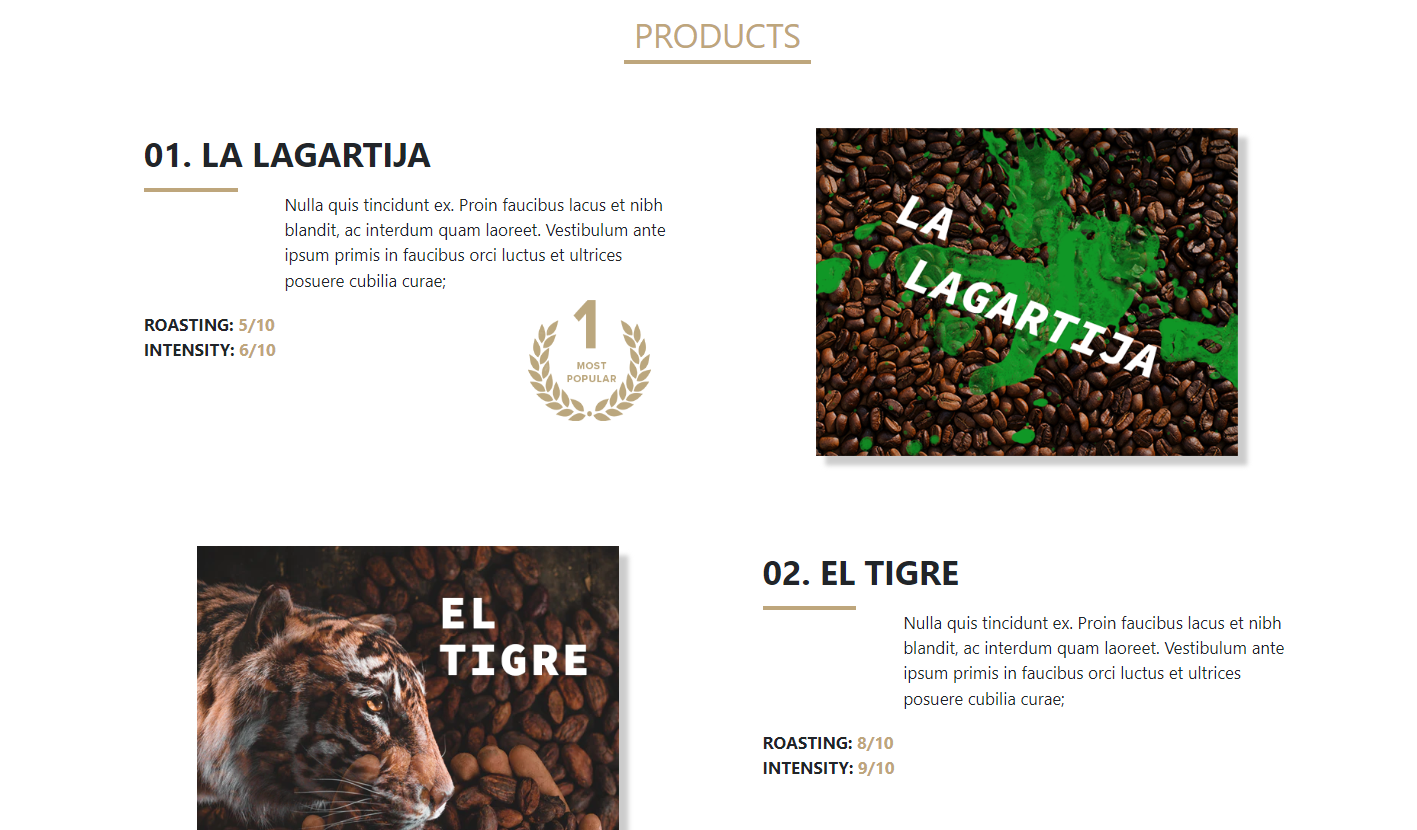 PRODUCTS
01. LA LAGARTIJA
Nulla quis tincidunt ex. Proin faucibus lacus et nibh
blandit, ac interdum quam laoreet. Vestibulum ante
ipsum primis in faucibus orci luctus et ultrices
posuere cubilia curae;
ROASTING: 5/10
INTENSITY: 6/10
1
MOST
POPULAR
LA
LAGARTIJA
EL
TIGRE
02. EL TIGRE
Nulla quis tincidunt ex. Proin faucibus lacus et nibh
blandit, ac interdum quam laoreet. Vestibulum ante
ipsum primis in faucibus orci luctus et ultrices
posuere cubilia curae;
ROASTING: 8/10
INTENSITY: 9/10